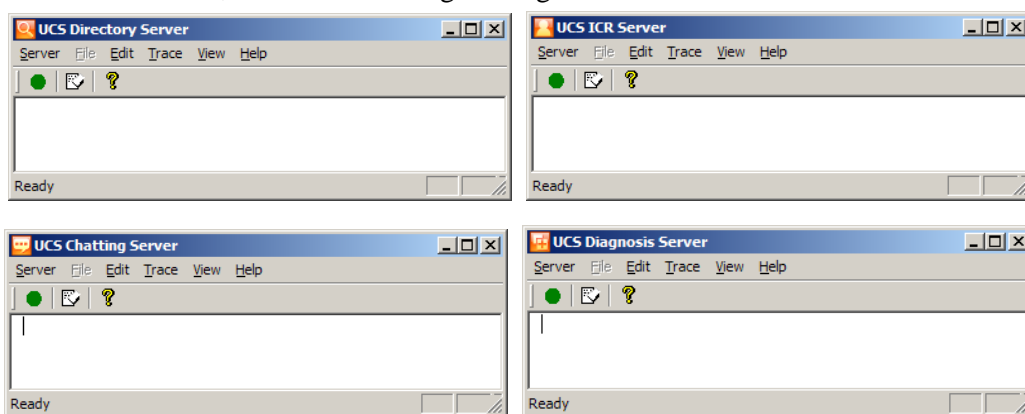 UCS Directory Server
Server File Edit Trace View Help
Ready
UCS ICR Server
Server File Edit Trace View Help
Ready
UCS Chatting Server
Server File Edit Trace View Help
Ready
UCS Diagnosis Server
Server File Edit Trace View Help
Ready